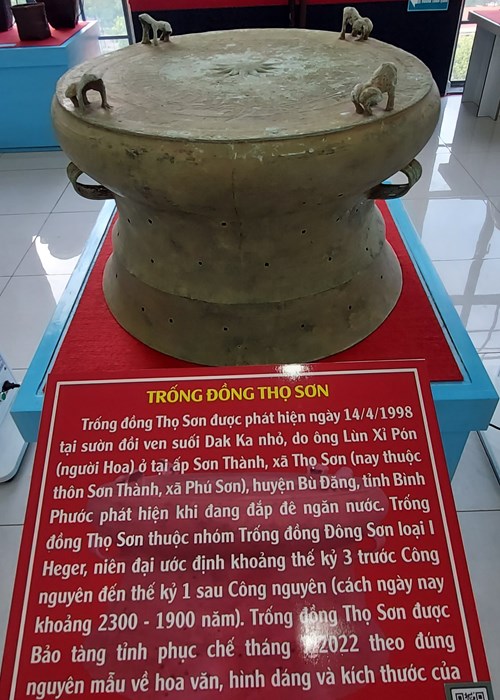 TRỐNG ĐỒNG THỌ SƠN
Trống đồng Thọ Sơn được phát hiện ngày 14/4/1998
tại sườn đồi ven suối Dak Ka nhỏ, do ông Lùn Xì Pón
(người Hoa) ở tại ấp Sơn Thành, xã Thọ Sơn (nay thuộc
thôn Sơn Thành, xã Phú Sơn), huyện Bù Đăng, tỉnh Bình
Phước phát hiện khi đang đắp đê ngăn nước. Trống
đồng Thọ Sơn thuộc nhóm Trống đồng Đông Sơn loại I
Heger, niên đại ước định khoảng thế kỷ 3 trước Công
nguyên đến thế kỷ 1 sau Công nguyên (cách ngày nay
khoảng 2300 - 1900 năm). Trống đồng Thọ Sơn được
Bảo tàng tỉnh phục chế tháng /2022 theo đúng
nguyên mẫu về hoa văn, hình dáng và kích thước của